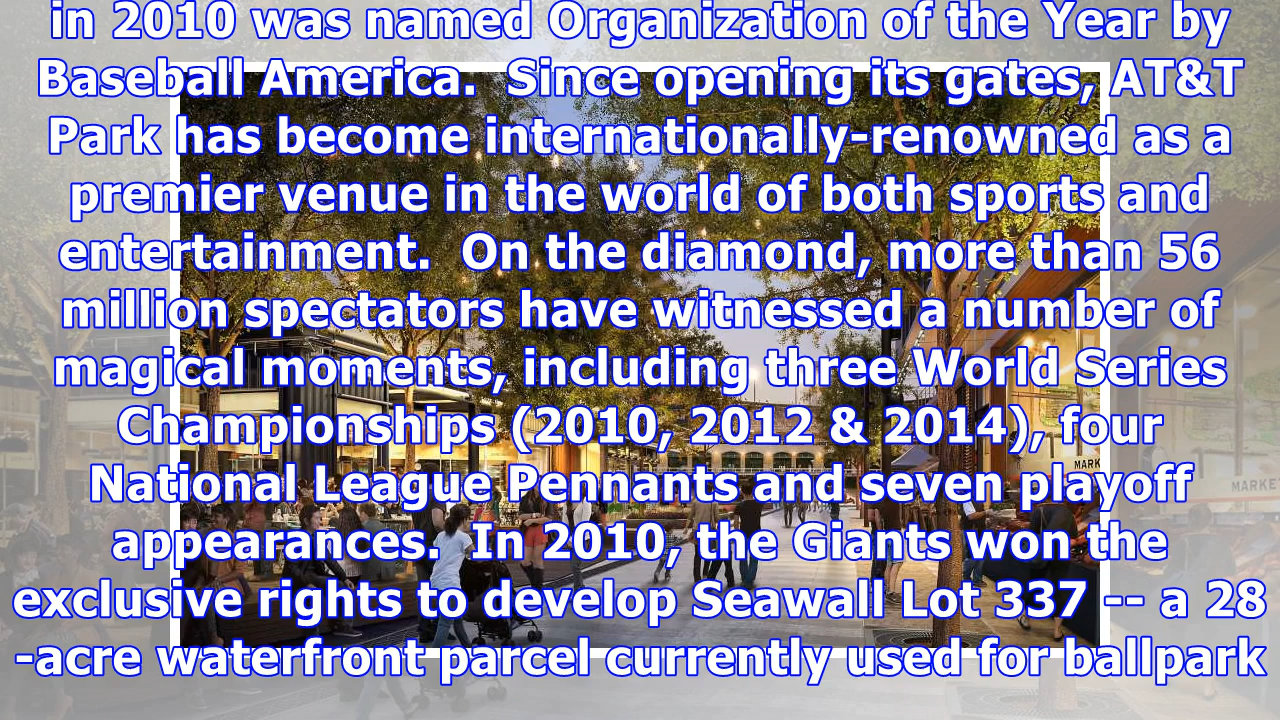 in 2010 was named Organization of the Year by
Baseball America.  Since opening its gates, AT&T
Park has become internationally-renowned as a
premier venue in the world of both sports and
entertainment.  On the diamond, more than 56
million spectators have witnessed a number of
magical moments, including three World Series
Championships (2010, 2012 & 2014), four
National League Pennants and seven playoff
appearances.  In 2010, the Giants won the
exclusive rights to develop Seawall Lot 337 -- a 28
-acre waterfront parcel currently used for ballpark
MARK
MARKE